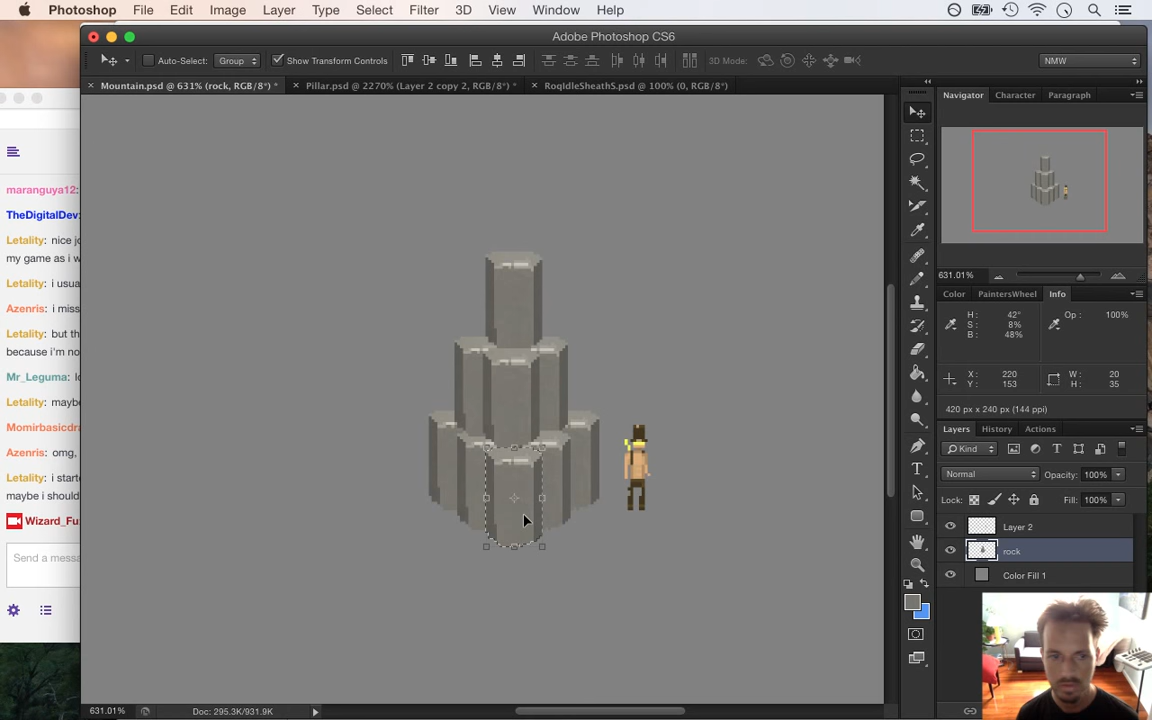 Photoshop File Edit Image Layer Type Select Filter 3D View Window Help
Adobe Photoshop CS6
Auto-Select: Group Show Transform Controls 3D Mode: NMW
× Mountain.psd @ 631% (rock, RGB/8*) * × Pillar.psd @ 2270% (Layer 2 copy 2, RGB/8*) * × RoqIdleSheathS.psd @ 100% (0, RGB/8*)
Navigator Character Paragraph
631.01%
Color PaintersWheel Info
H: 42° Op: 100%
S: 8%
B: 48%
X: 220 W: 20
Y: 153 H: 35
420 px x 240 px (144 ppi)
Layers History Actions
Kind
Normal Opacity: 100%
Lock: Fill: 100%
Layer 2
rock
Color Fill 1
maranguya12:
TheDigitalDev:
Letality: nice
my game as i w
Letality: i usua
Azenris: i miss
Letality: but th
because i'm no
Mr_Leguma:
Letality: maybe
Momirbasicdra
Azenris: omg,
Letality: i start
maybe i should
Wizard_Fu
Send a messa
631.01% Doc: 295.3K/931.9K